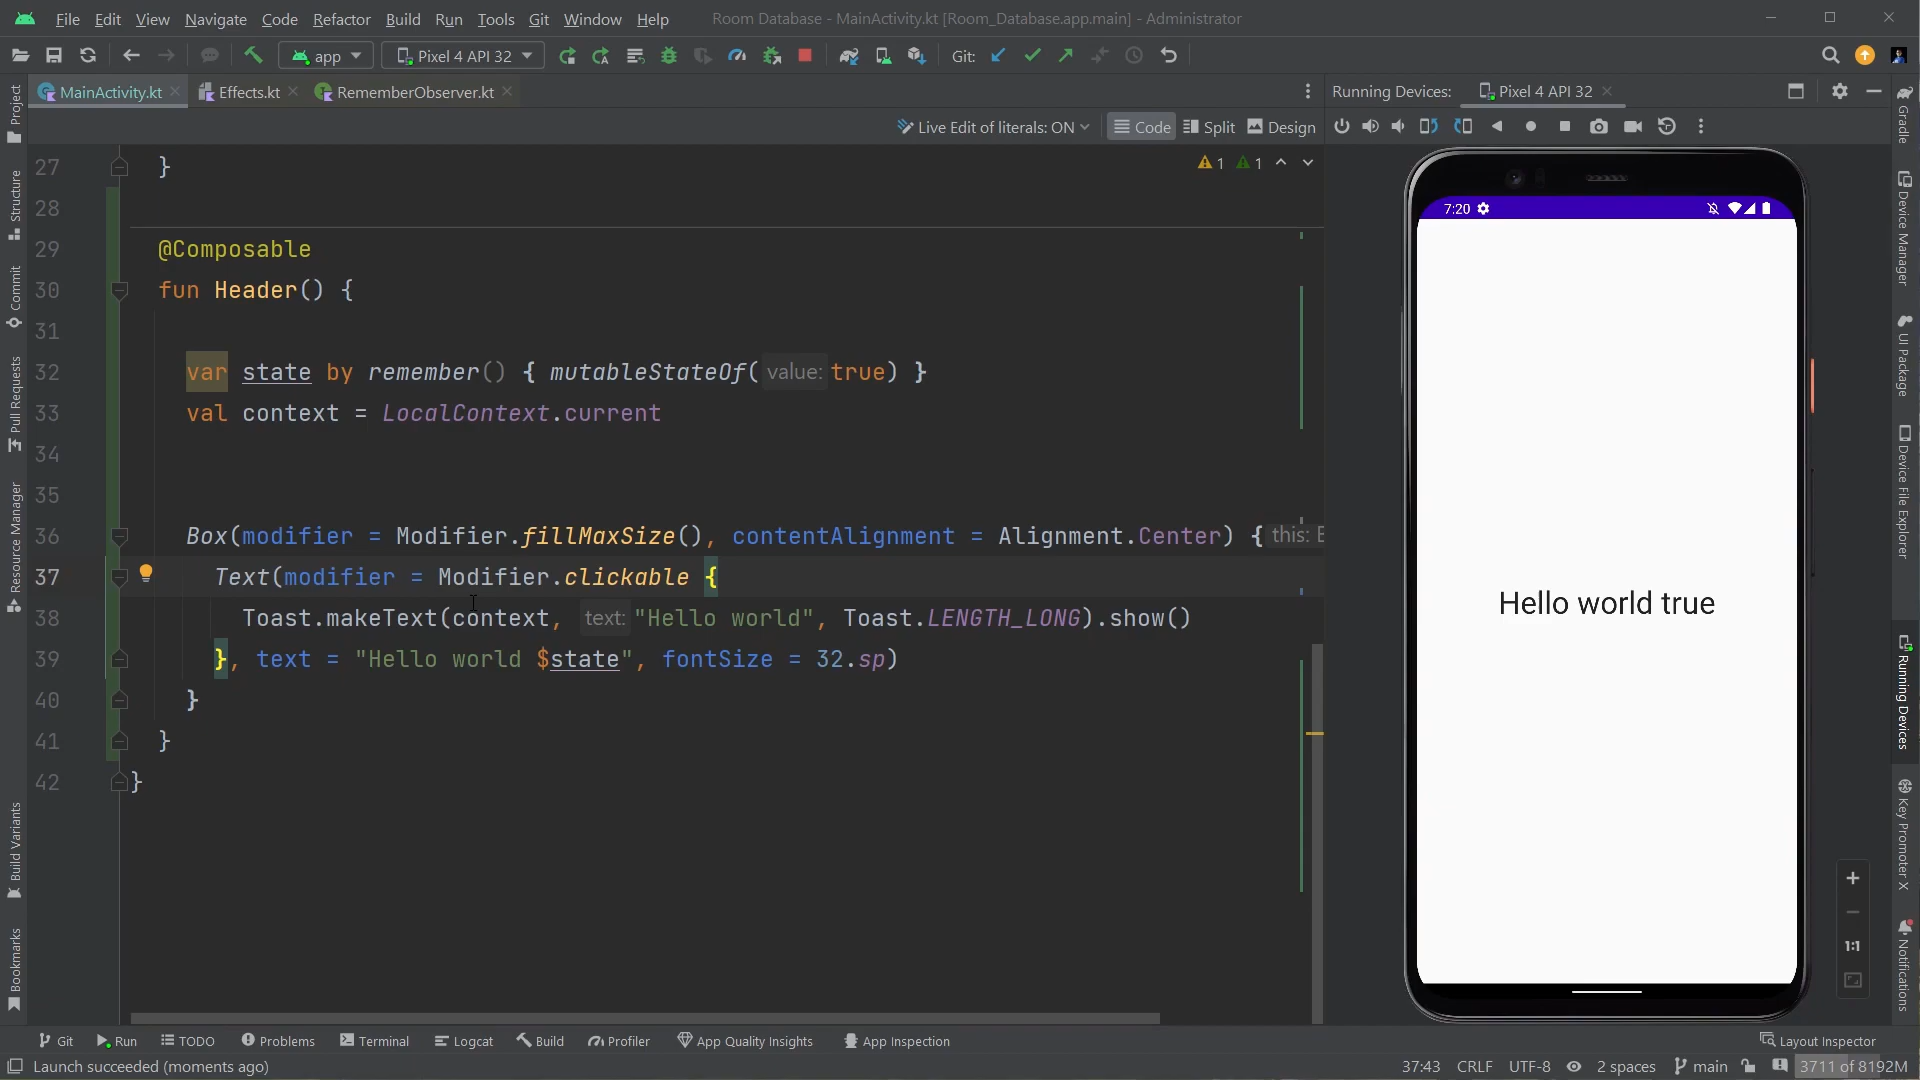 File Edit View Navigate Code Refactor Build Run Tools Git Window Help Room Database - MainActivity.kt [Room_Database.app.main] - Administrator
app Pixel 4 API 32 Git:
MainActivity.kt Effects.kt RememberObserver.kt
Running Devices: Pixel 4 API 32
Live Edit of literals: ON Code Split Design
1 1
27 }
28
29 @Composable
30 fun Header() {
31
32 var state by remember() { mutableStateOf(value: true) }
33 val context = LocalContext.current
34
35
36 Box(modifier = Modifier.fillMaxSize(), contentAlignment = Alignment.Center) { this: B
37 Text(modifier = Modifier.clickable {
38 Toast.makeText(context, text: "Hello world", Toast.LENGTH_LONG).show()
39 }, text = "Hello world $state", fontSize = 32.sp)
40 }
41 }
42 }
Project
Structure
Commit
Pull Requests
Resource Manager
Build Variants
Bookmarks
7:20
Hello world true
1:1
Gradle
Device Manager
UI Package
Device File Explorer
Running Devices
Key Promoter X
Notifications
Git Run TODO Problems Terminal Logcat Build Profiler App Quality Insights App Inspection Layout Inspector
Launch succeeded (moments ago) 37:43 CRLF UTF-8 2 spaces main 3711 of 8192M